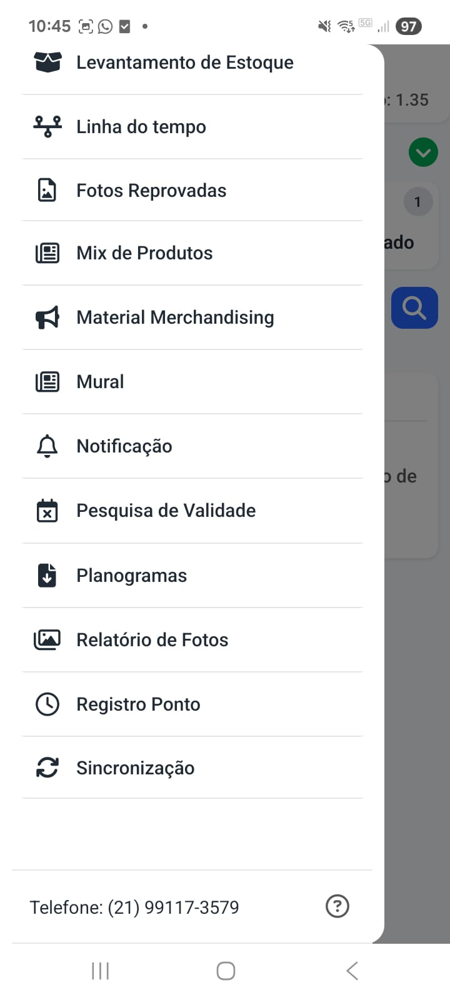 10:45
5G
97
Levantamento de Estoque
: 1.35
Linha do tempo
Fotos Reprovadas
1
ado
Mix de Produtos
Material Merchandising
Mural
Notificação
o de
Pesquisa de Validade
Planogramas
Relatório de Fotos
Registro Ponto
Sincronização
Telefone: (21) 99117-3579